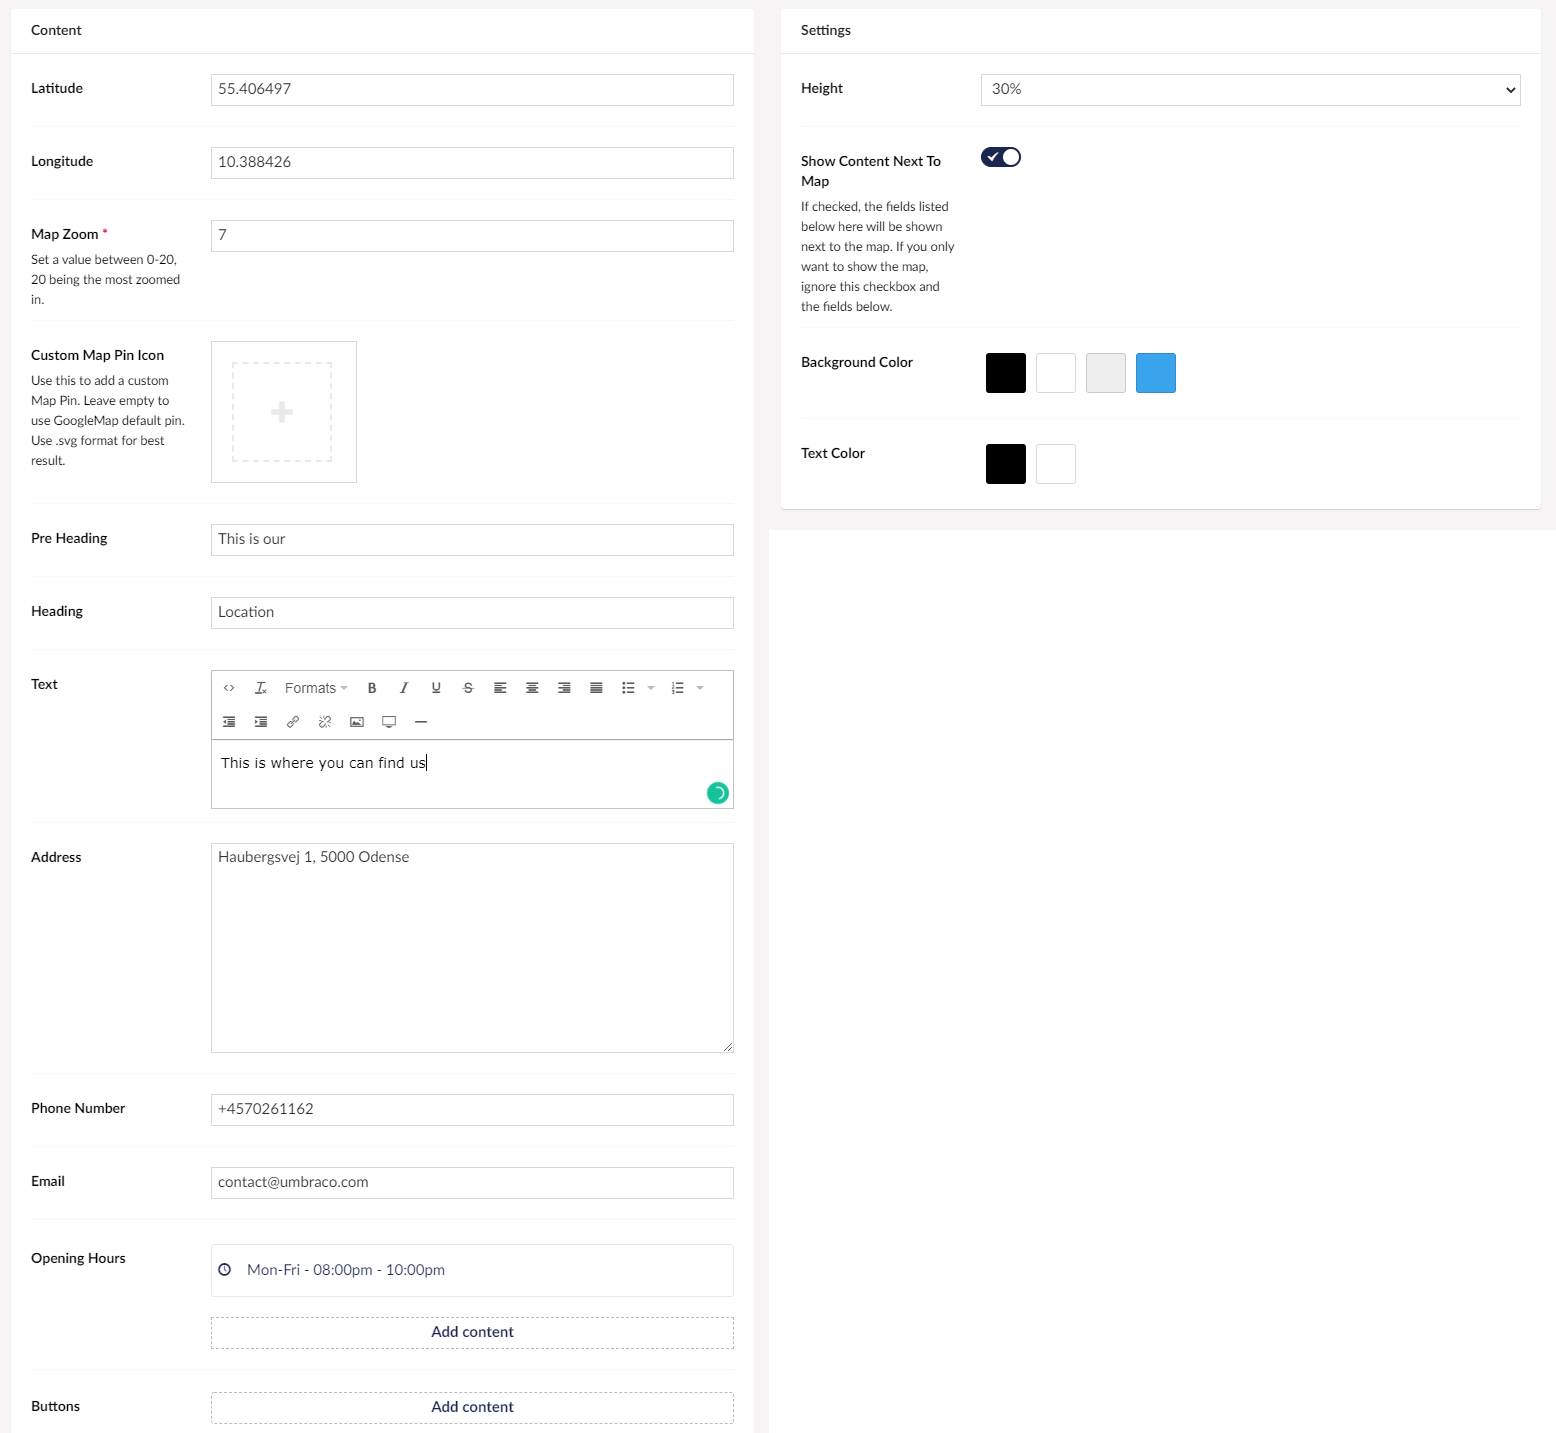 Content
Latitude
55.406497
Longitude
10.388426
Map Zoom *
Set a value between 0-20,
20 being the most zoomed
in.
7
Custom Map Pin Icon
Use this to add a custom
Map Pin. Leave empty to
use GoogleMap default pin.
Use .svg format for best
result.
Pre Heading
This is our
Heading
Location
Text
Formats
This is where you can find us
Address
Haubergsvej 1, 5000 Odense
Phone Number
+4570261162
Email
contact@umbraco.com
Opening Hours
Mon-Fri - 08:00pm - 10:00pm
Add content
Buttons
Add content
Settings
Height
30%
Show Content Next To
Map
If checked, the fields listed
below here will be shown
next to the map. If you only
want to show the map,
ignore this checkbox and
the fields below.
Background Color
Text Color